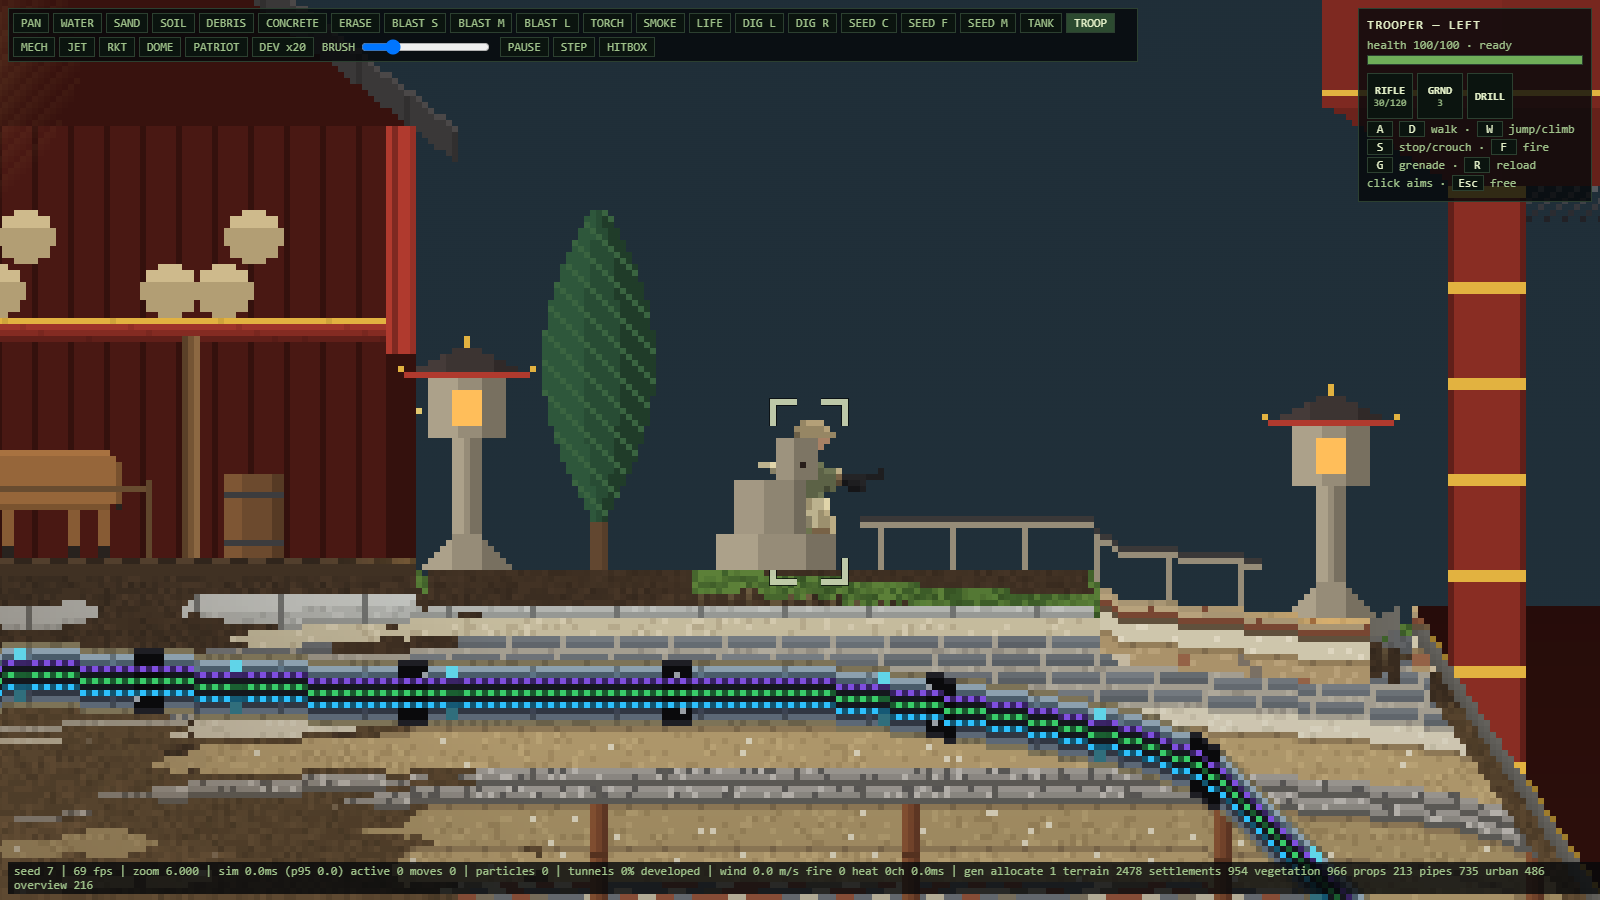 PAN WATER SAND SOIL DEBRIS CONCRETE ERASE BLAST S BLAST M BLAST L TORCH SMOKE LIFE DIG L DIG R SEED C SEED F SEED M TANK TROOP
MECH JET RKT DOME PATRIOT DEV x20 BRUSH PAUSE STEP HITBOX
TROOPER — LEFT
health 100/100 · ready
RIFLE GRND DRILL
30/120 3
A D walk · W jump/climb
S stop/crouch · F fire
G grenade · R reload
click aims · Esc free
seed 7 | 69 fps | zoom 6.000 | sim 0.0ms (p95 0.0) active 0 moves 0 | particles 0 | tunnels 0% developed | wind 0.0 m/s fire 0 heat 0ch 0.0ms | gen allocate 1 terrain 2478 settlements 954 vegetation 966 props 213 pipes 735 urban 486
overview 216